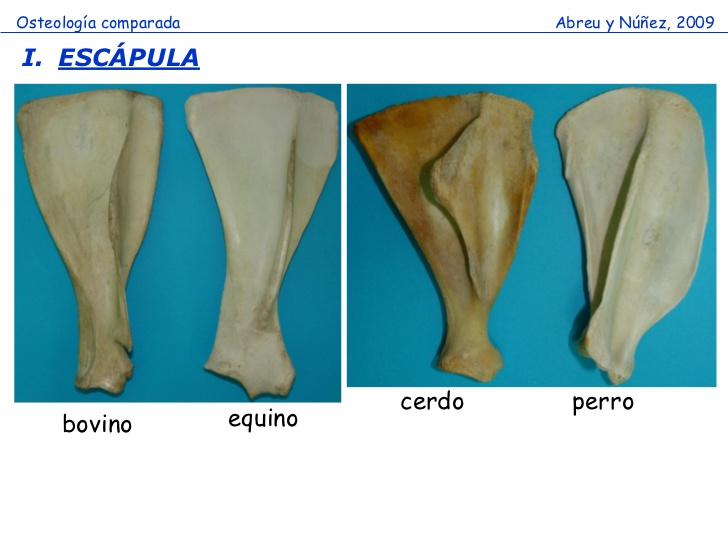 Osteología comparada
Abreu y Núñez, 2009
I. ESCÁPULA
bovino
equino
cerdo
perro